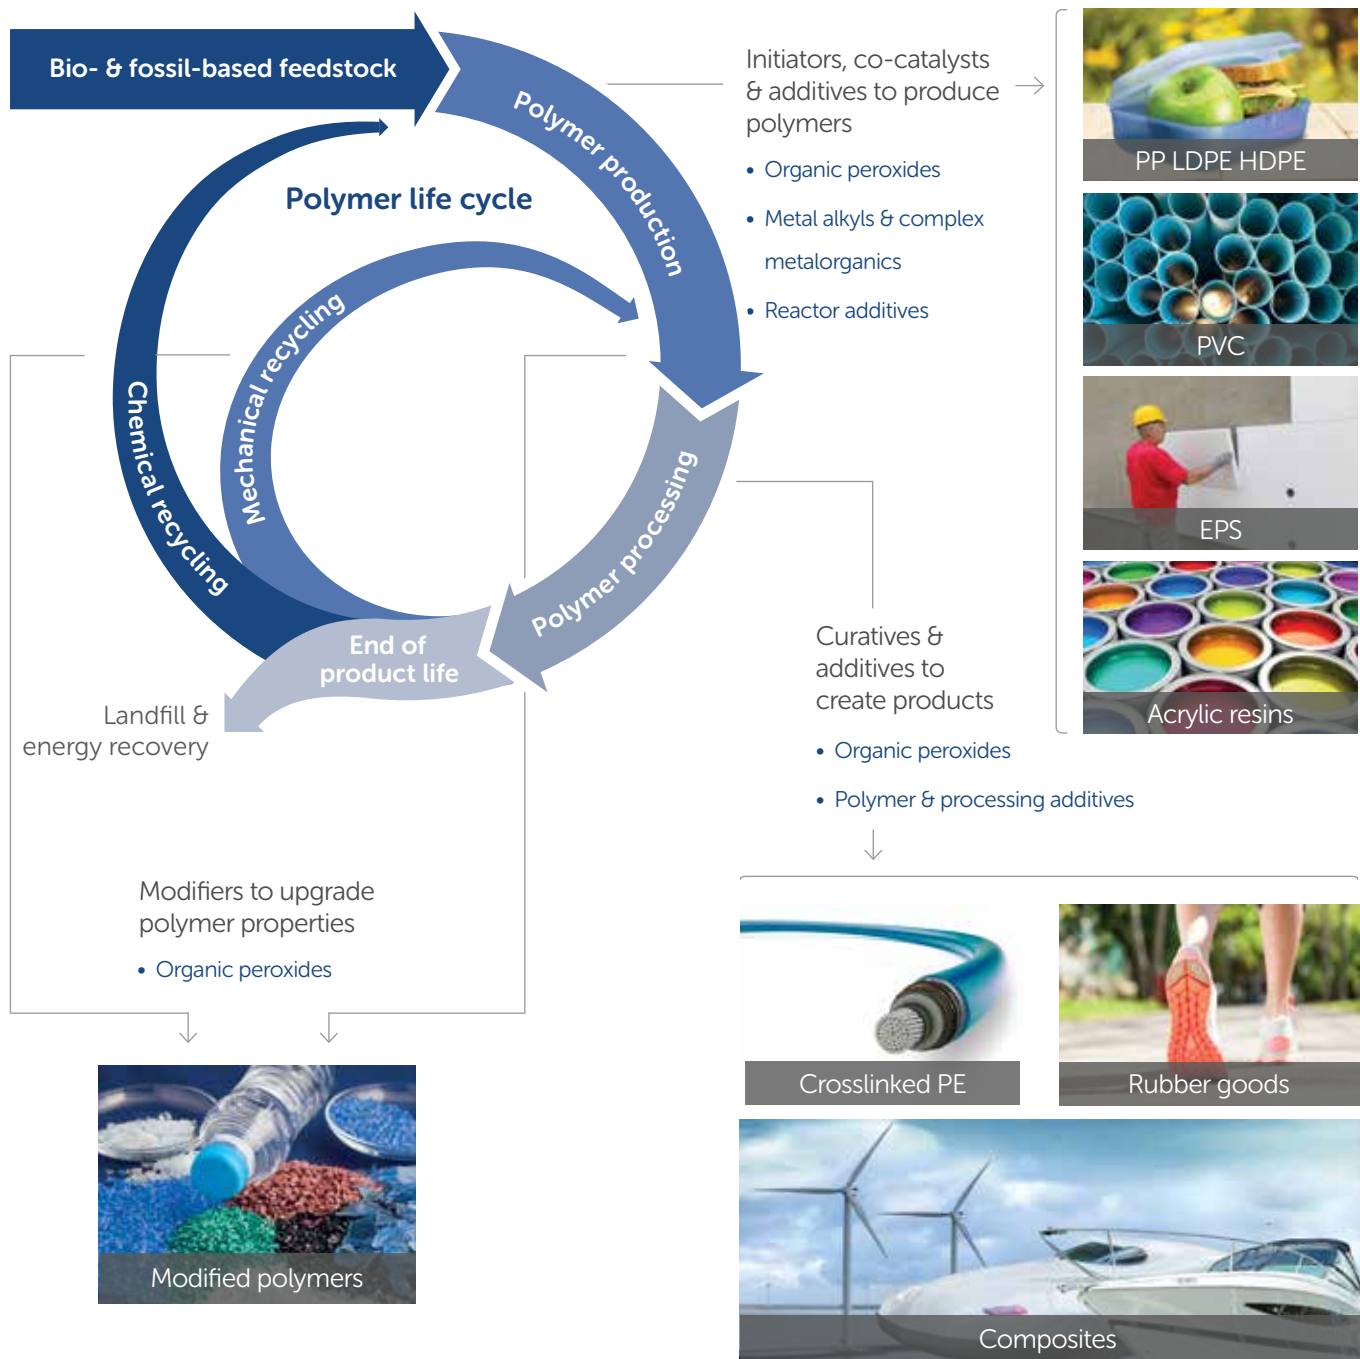 Bio- & fossil-based feedstock
Polymer production
Polymer life cycle
Mechanical recycling
Chemical recycling
Polymer processing
End of
product life
Landfill &
energy recovery
Initiators, co-catalysts
& additives to produce
polymers
• Organic peroxides
• Metal alkyls & complex
metalorganics
• Reactor additives
PP LDPE HDPE
PVC
EPS
Acrylic resins
Curatives &
additives to
create products
• Organic peroxides
• Polymer & processing additives
Modifiers to upgrade
polymer properties
• Organic peroxides
Modified polymers
Crosslinked PE
Rubber goods
Composites